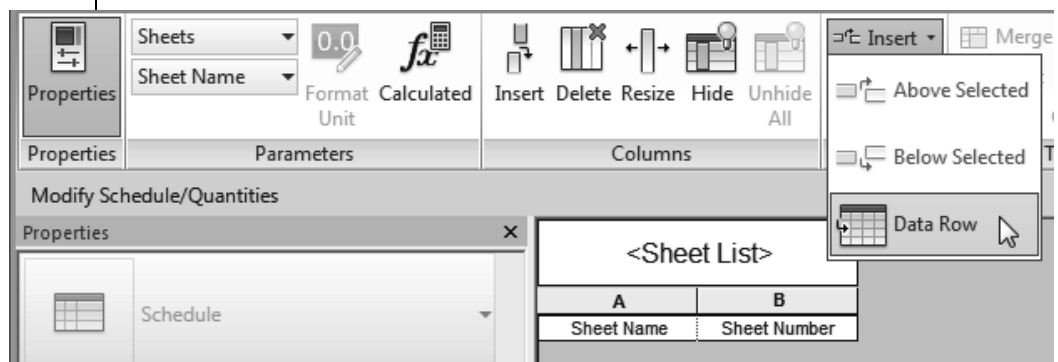 Sheets
Sheet Name
Properties
0.0
Format Unit
fx
Calculated
Insert
Delete
Resize
Hide
Unhide All
Insert
Merge
Above Selected
Below Selected
Data Row
Properties
Parameters
Columns
T
Modify Schedule/Quantities
Properties
Schedule
<Sheet List>
A B
Sheet Name Sheet Number